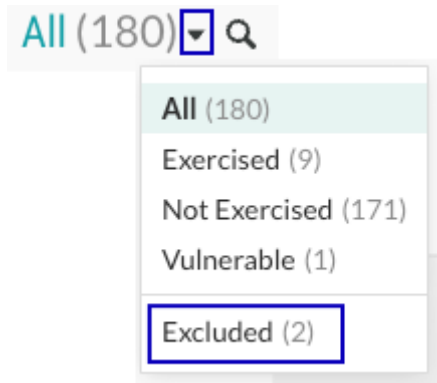 All (180)
All (180)
Exercised (9)
Not Exercised (171)
Vulnerable (1)
Excluded (2)